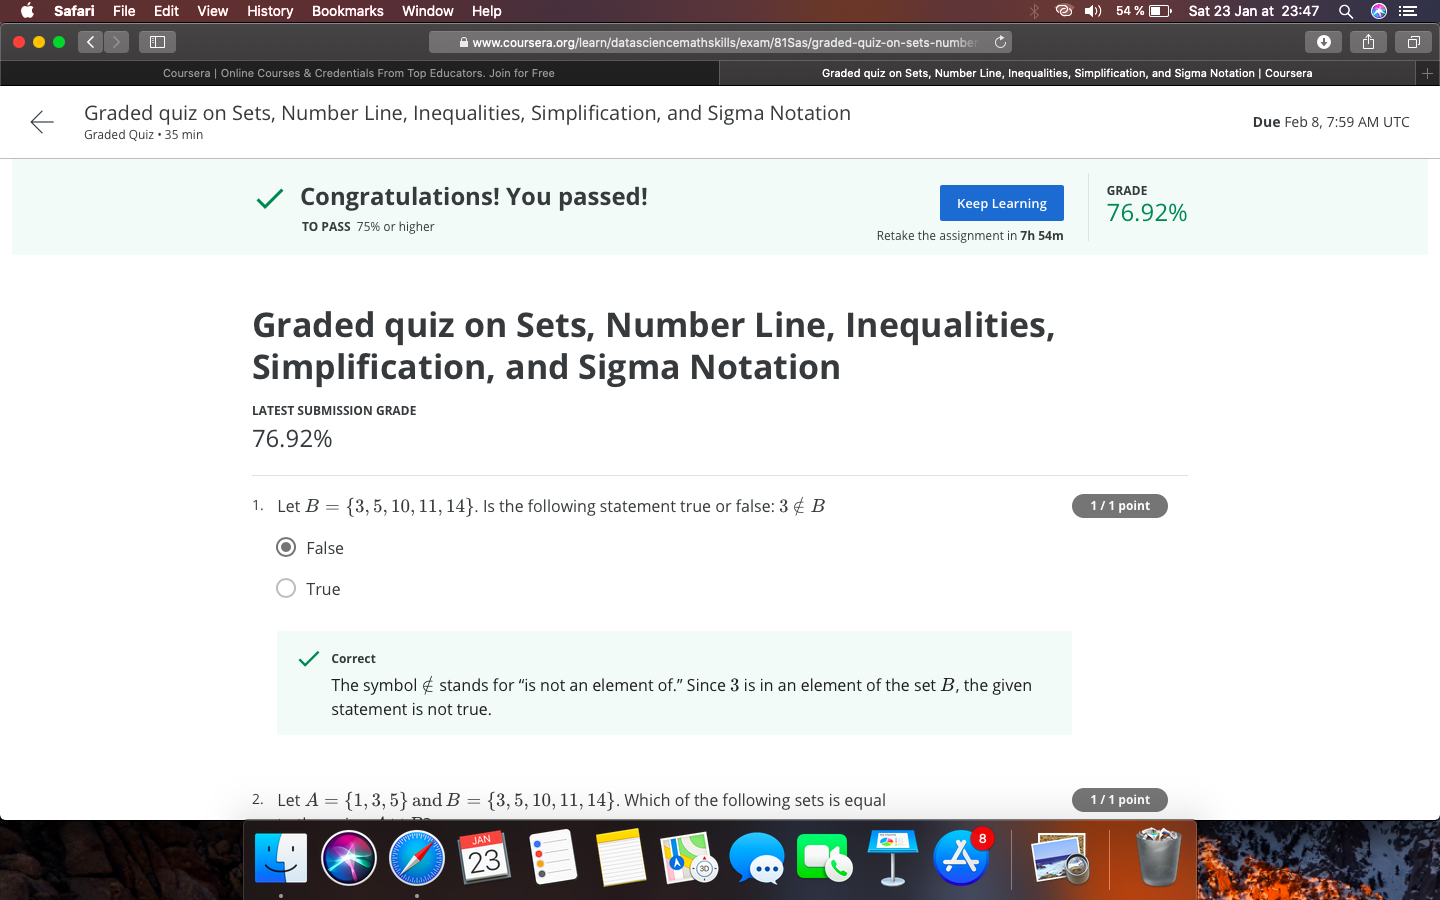 Safari File Edit View History Bookmarks Window Help 54 % Sat 23 Jan at 23:47
www.coursera.org/learn/datasciencemathskills/exam/81Sas/graded-quiz-on-sets-number
Coursera | Online Courses & Credentials From Top Educators. Join for Free
Graded quiz on Sets, Number Line, Inequalities, Simplification, and Sigma Notation | Coursera
Graded quiz on Sets, Number Line, Inequalities, Simplification, and Sigma Notation
Graded Quiz • 35 min
Due Feb 8, 7:59 AM UTC
Congratulations! You passed!
TO PASS 75% or higher
Keep Learning
Retake the assignment in 7h 54m
GRADE
76.92%
Graded quiz on Sets, Number Line, Inequalities,
Simplification, and Sigma Notation
LATEST SUBMISSION GRADE
76.92%
1. Let B = {3, 5, 10, 11, 14}. Is the following statement true or false: 3 ∉ B
1 / 1 point
False
True
Correct
The symbol ∉ stands for “is not an element of.” Since 3 is in an element of the set B, the given
statement is not true.
2. Let A = {1, 3, 5} and B = {3, 5, 10, 11, 14}. Which of the following sets is equal
1 / 1 point
JAN
23
3D
8